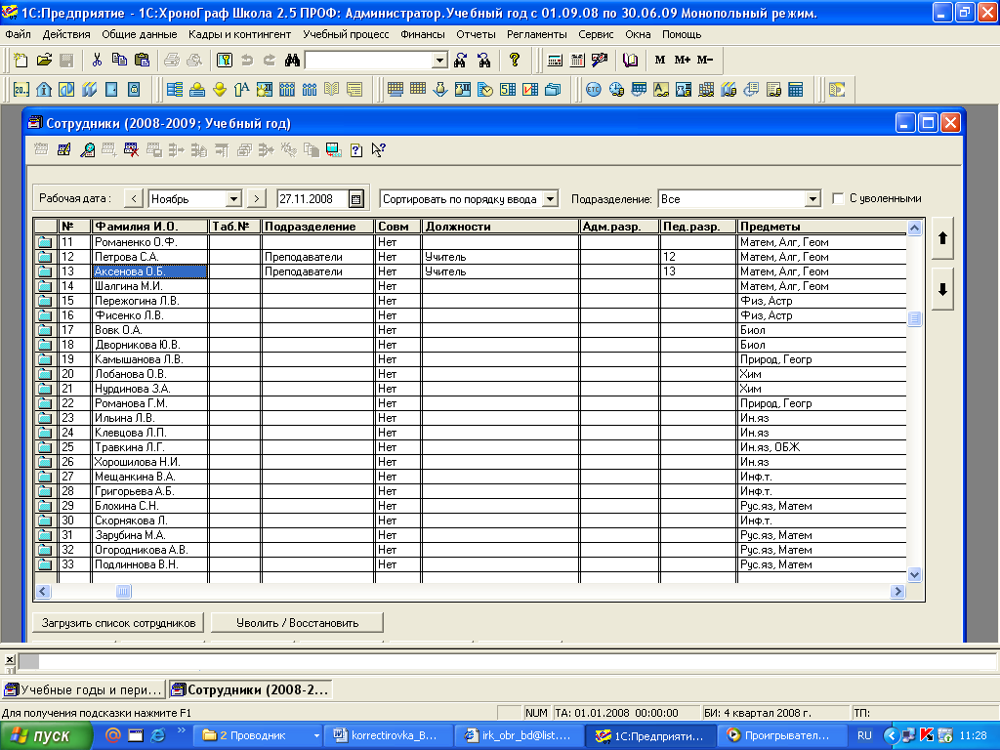 1С:Предприятие - 1С:ХроноГраф Школа 2.5 ПРОФ: Администратор.Учебный год с 01.09.08 по 30.06.09 Монопольный режим.
Файл Действия Общие данные Кадры и контингент Учебный процесс Финансы Отчеты Регламенты Сервис Окна Помощь
M M+ M-
Сотрудники (2008-2009; Учебный год)
Рабочая дата : < Ноябрь > 27.11.2008 Сортировать по порядку ввода Подразделение: Все С уволенными
№ Фамилия И.О. Таб.№ Подразделение Совм Должности Адм.разр. Пед.разр. Предметы
11 Романенко О.Ф. Нет Матем, Алг, Геом
12 Петрова С.А. Преподаватели Нет Учитель 12 Матем, Алг, Геом
13 Аксенова О.Б. Преподаватели Нет Учитель 13 Матем, Алг, Геом
14 Шалгина М.И. Нет Матем, Алг, Геом
15 Пережогина Л.В. Нет Физ, Астр
16 Фисенко Л.В. Нет Физ, Астр
17 Вовк О.А. Нет Биол
18 Дворникова Ю.В. Нет Биол
19 Камышанова Л.В. Нет Природ, Геогр
20 Лобанова О.В. Нет Хим
21 Нурдинова З.А. Нет Хим
22 Романова Г.М. Нет Природ, Геогр
23 Ильина Л.В. Нет Ин.яз
24 Клевцова Л.П. Нет Ин.яз
25 Травкина Л.Г. Нет Ин.яз, ОБЖ
26 Хорошилова Н.И. Нет Ин.яз
27 Мещанкина В.А. Нет Инф.т.
28 Григорьева А.Б. Нет Инф.т.
29 Блохина С.Н. Нет Рус.яз, Матем
30 Скорнякова Л. Нет Инф.т.
31 Зарубина М.А. Нет Рус.яз, Матем
32 Огородникова А.В. Нет Рус.яз, Матем
33 Подлиннова В.Н. Нет Рус.яз, Матем
Загрузить список сотрудников Уволить / Восстановить
Учебные годы и пери... Сотрудники (2008-2...
Для получения подсказки нажмите F1 NUM ТА: 01.01.2008 00:00:00 БИ: 4 квартал 2008 г. ТП:
пуск 2 Проводник korrectirovka_B... irk_obr_bd@list.... 1С:Предприяти... Проигрывател... RU 11:28